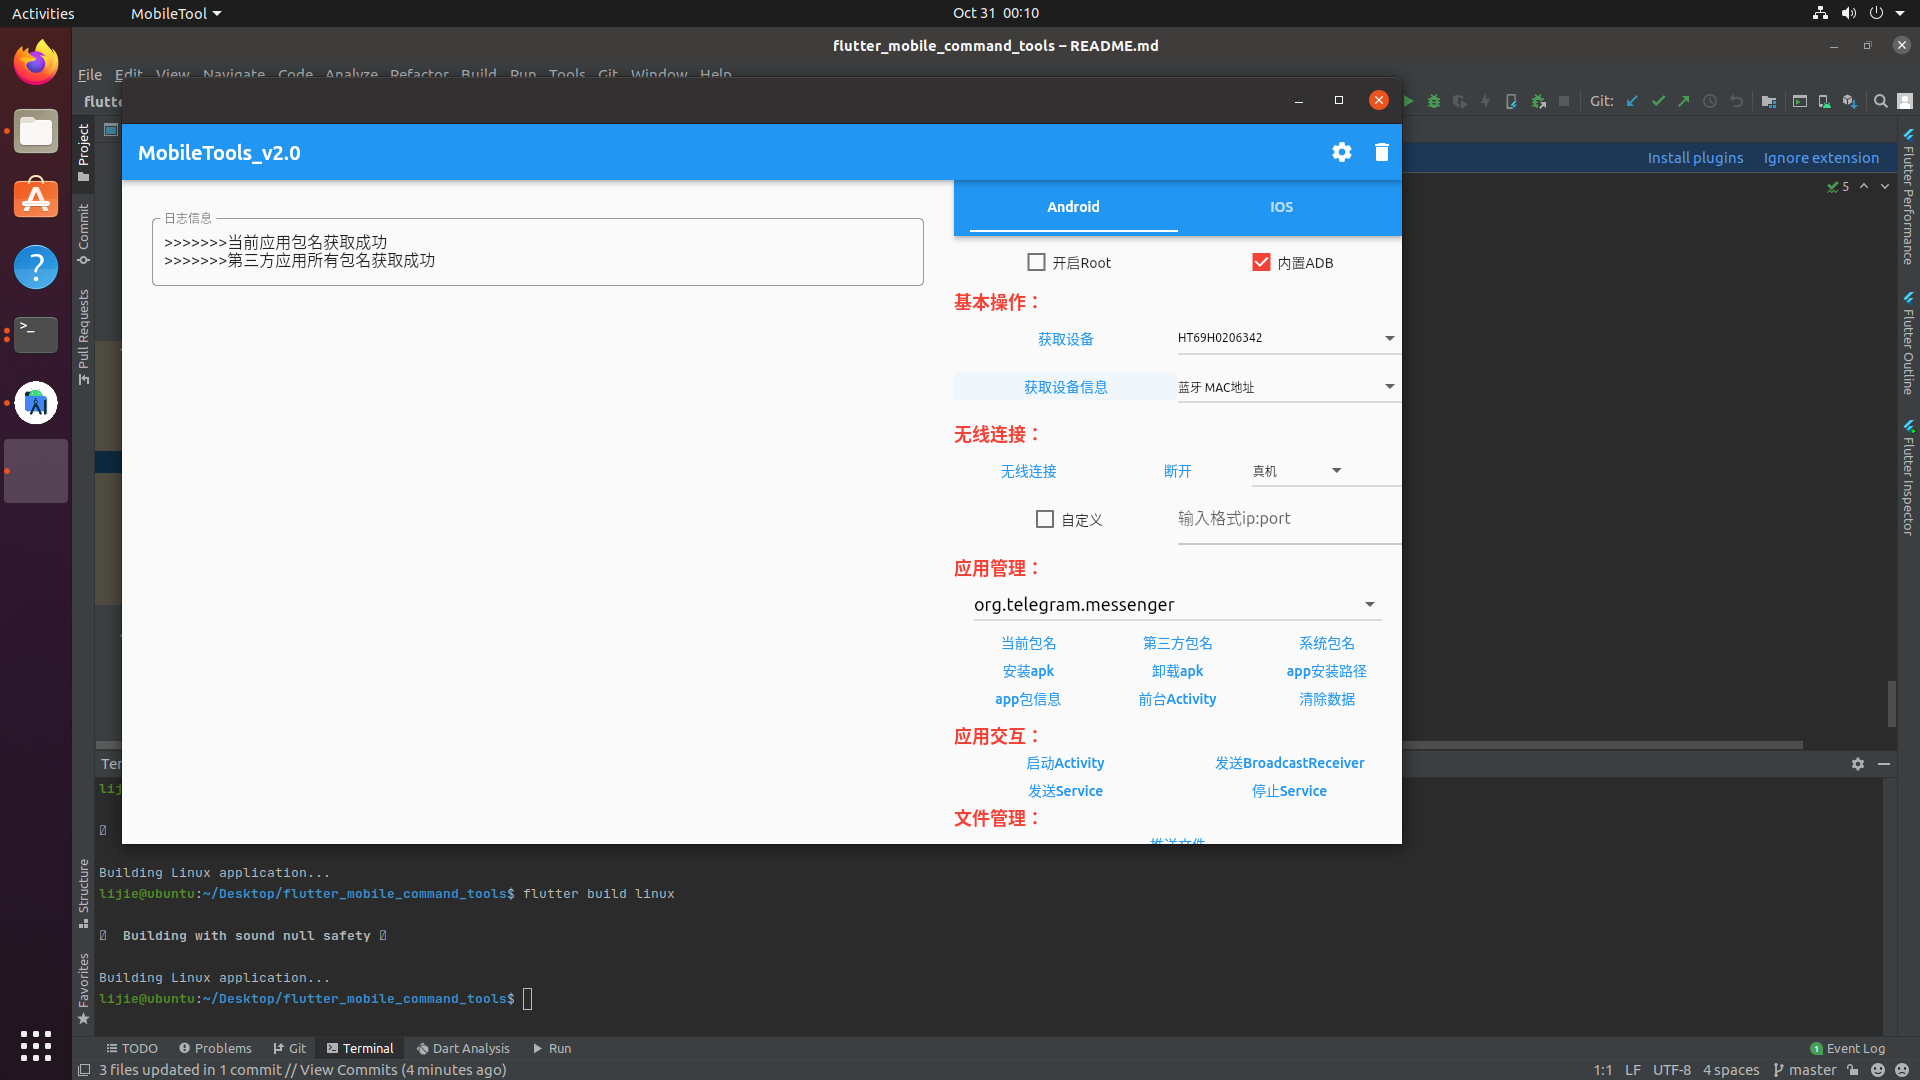 Activities
MobileTool
Oct 31 00:10
flutter_mobile_command_tools – README.md
File Edit View Navigate Code Analyze Refactor Build Run Tools Git Window Help
Git:
Project
Commit
Pull Requests
Structure
Favorites
MobileTools_v2.0
Install plugins
Ignore extension
5
Flutter Performance
Flutter Outline
Flutter Inspector
日志信息
>>>>>>>当前应用包名获取成功
>>>>>>>第三方应用所有包名获取成功
Android
IOS
开启Root
内置ADB
基本操作：
获取设备
HT69H0206342
获取设备信息
蓝牙 MAC地址
无线连接：
无线连接
断开
真机
自定义
输入格式ip:port
应用管理：
org.telegram.messenger
当前包名
第三方包名
系统包名
安装apk
卸载apk
app安装路径
app包信息
前台Activity
清除数据
应用交互：
启动Activity
发送BroadcastReceiver
发送Service
停止Service
文件管理：
Building Linux application...
lijie@ubuntu:~/Desktop/flutter_mobile_command_tools$ flutter build linux
Building with sound null safety
Building Linux application...
lijie@ubuntu:~/Desktop/flutter_mobile_command_tools$
TODO
Problems
Git
Terminal
Dart Analysis
Run
1 Event Log
3 files updated in 1 commit // View Commits (4 minutes ago)
1:1 LF UTF-8 4 spaces master